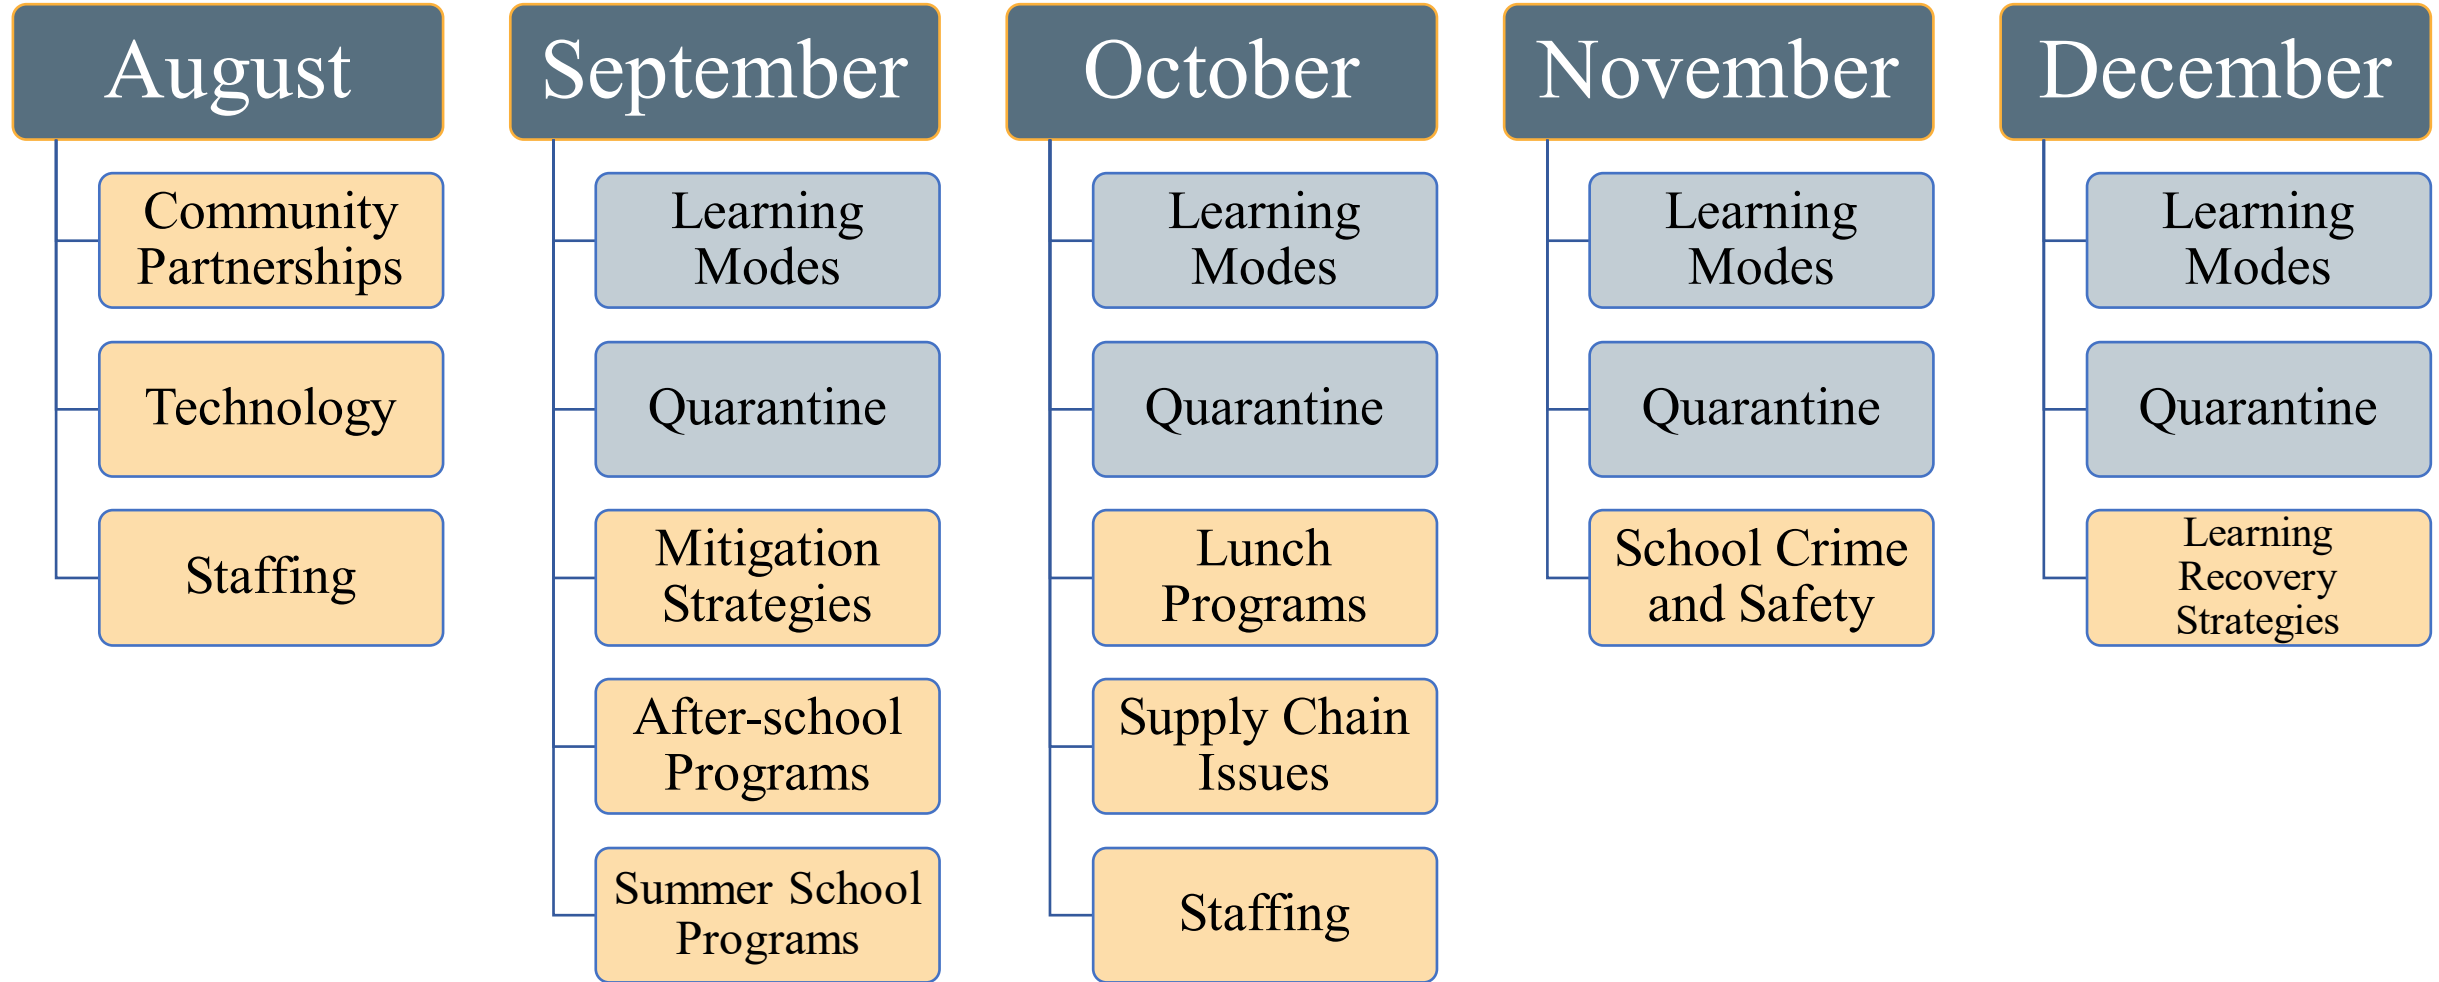 August
Community
Partnerships
Technology
Staffing
September
Learning
Modes
Quarantine
Mitigation
Strategies
After-school
Programs
Summer School
Programs
October
Learning
Modes
Quarantine
Lunch
Programs
Supply Chain
Issues
Staffing
November
Learning
Modes
Quarantine
School Crime
and Safety
December
Learning
Modes
Quarantine
Learning
Recovery
Strategies